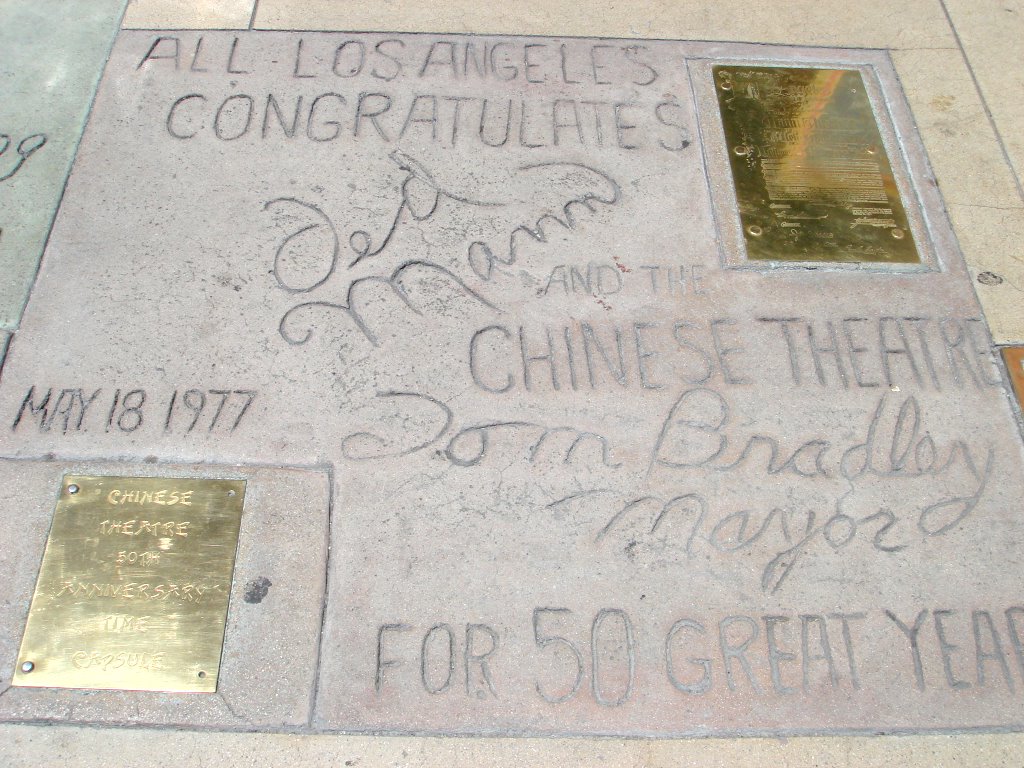 ALL LOS ANGELES
CONGRATULATES
Ted
Mann
AND THE
CHINESE THEATRE
MAY 18 1977
Tom Bradley
Mayor
FOR 50 GREAT YEAR
CHINESE
THEATRE
50TH
ANNIVERSARY
TIME
CAPSULE